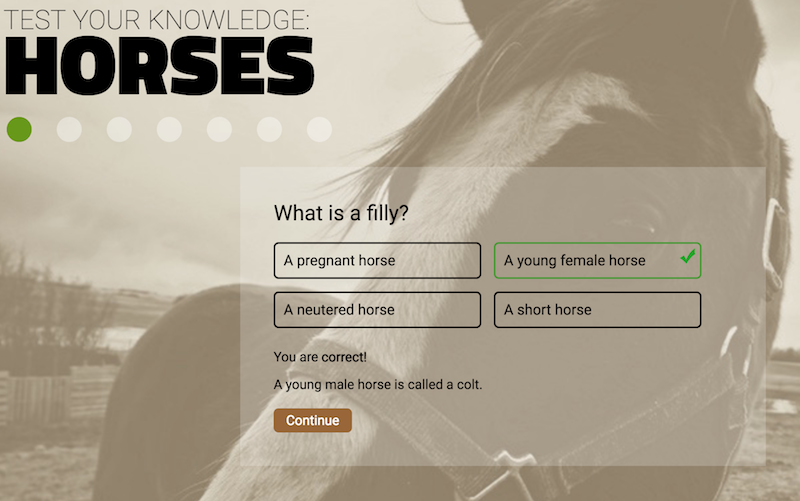 TEST YOUR KNOWLEDGE:
HORSES
What is a filly?
A pregnant horse
A young female horse
A neutered horse
A short horse
You are correct!
A young male horse is called a colt.
Continue